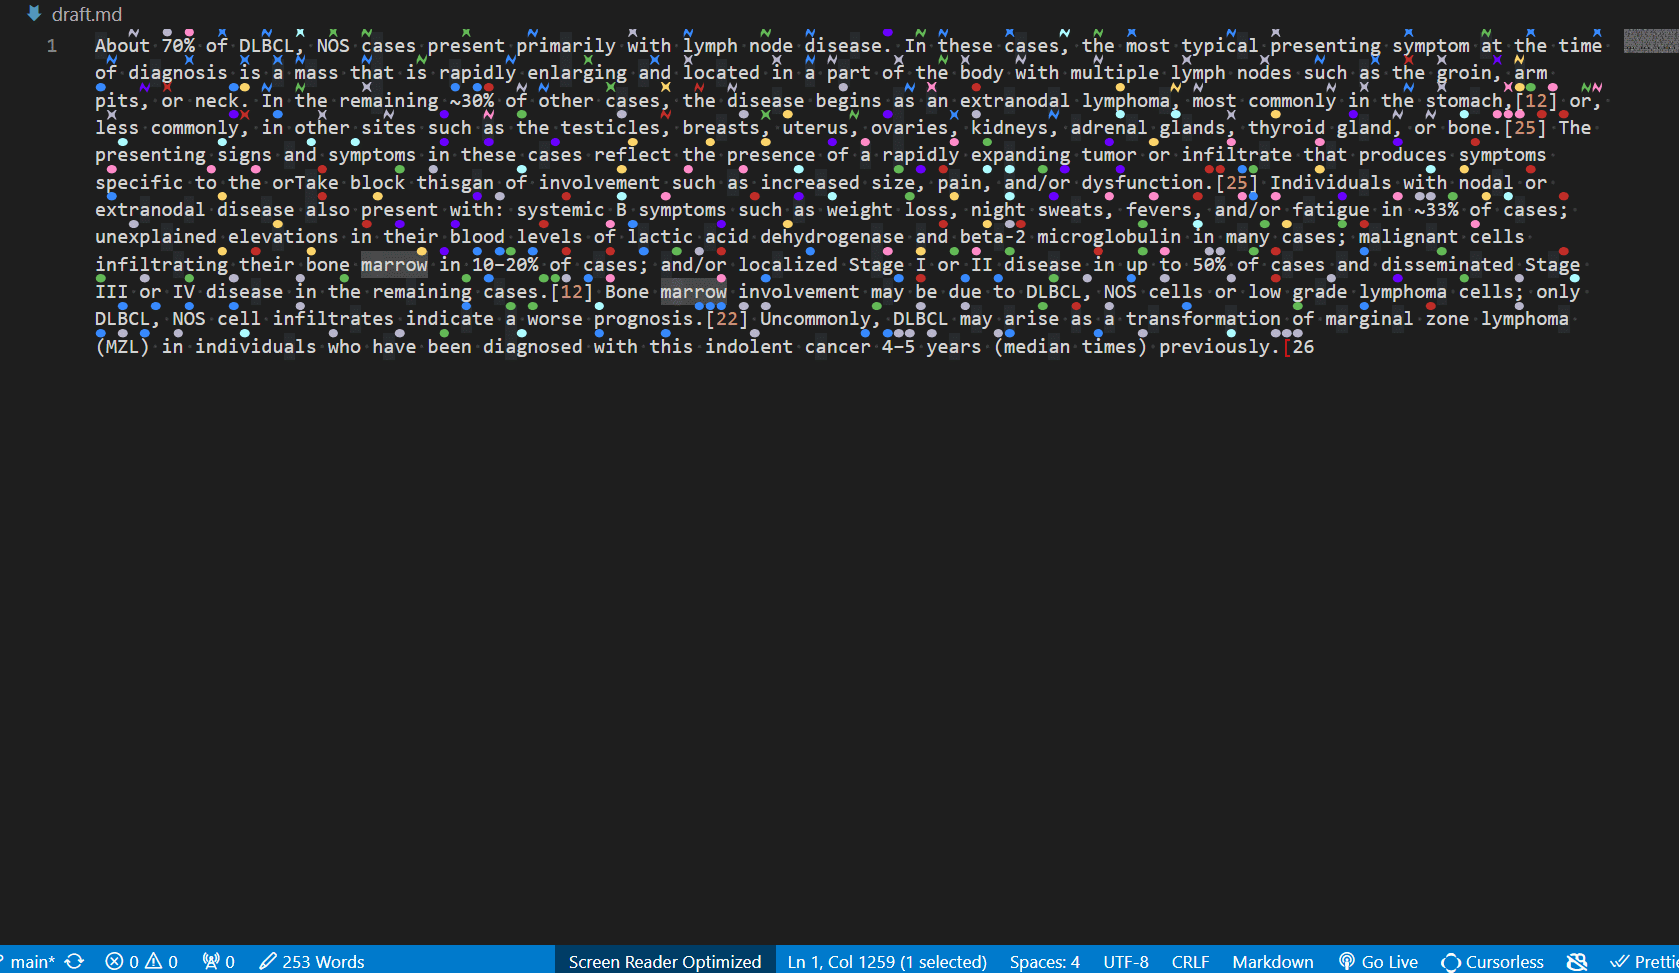 draft.md
1 About 70% of DLBCL, NOS cases present primarily with lymph node disease. In these cases, the most typical presenting symptom at the time
of diagnosis is a mass that is rapidly enlarging and located in a part of the body with multiple lymph nodes such as the groin, arm
pits, or neck. In the remaining ~30% of other cases, the disease begins as an extranodal lymphoma, most commonly in the stomach,[12] or,
less commonly, in other sites such as the testicles, breasts, uterus, ovaries, kidneys, adrenal glands, thyroid gland, or bone.[25] The
presenting signs and symptoms in these cases reflect the presence of a rapidly expanding tumor or infiltrate that produces symptoms
specific to the orTake block thisgan of involvement such as increased size, pain, and/or dysfunction.[25] Individuals with nodal or
extranodal disease also present with: systemic B symptoms such as weight loss, night sweats, fevers, and/or fatigue in ~33% of cases;
unexplained elevations in their blood levels of lactic acid dehydrogenase and beta-2 microglobulin in many cases; malignant cells
infiltrating their bone marrow in 10–20% of cases; and/or localized Stage I or II disease in up to 50% of cases and disseminated Stage
III or IV disease in the remaining cases.[12] Bone marrow involvement may be due to DLBCL, NOS cells or low grade lymphoma cells; only
DLBCL, NOS cell infiltrates indicate a worse prognosis.[22] Uncommonly, DLBCL may arise as a transformation of marginal zone lymphoma
(MZL) in individuals who have been diagnosed with this indolent cancer 4–5 years (median times) previously.[26
main* 0 0 0 253 Words Screen Reader Optimized Ln 1, Col 1259 (1 selected) Spaces: 4 UTF-8 CRLF Markdown Go Live Cursorless Prettie